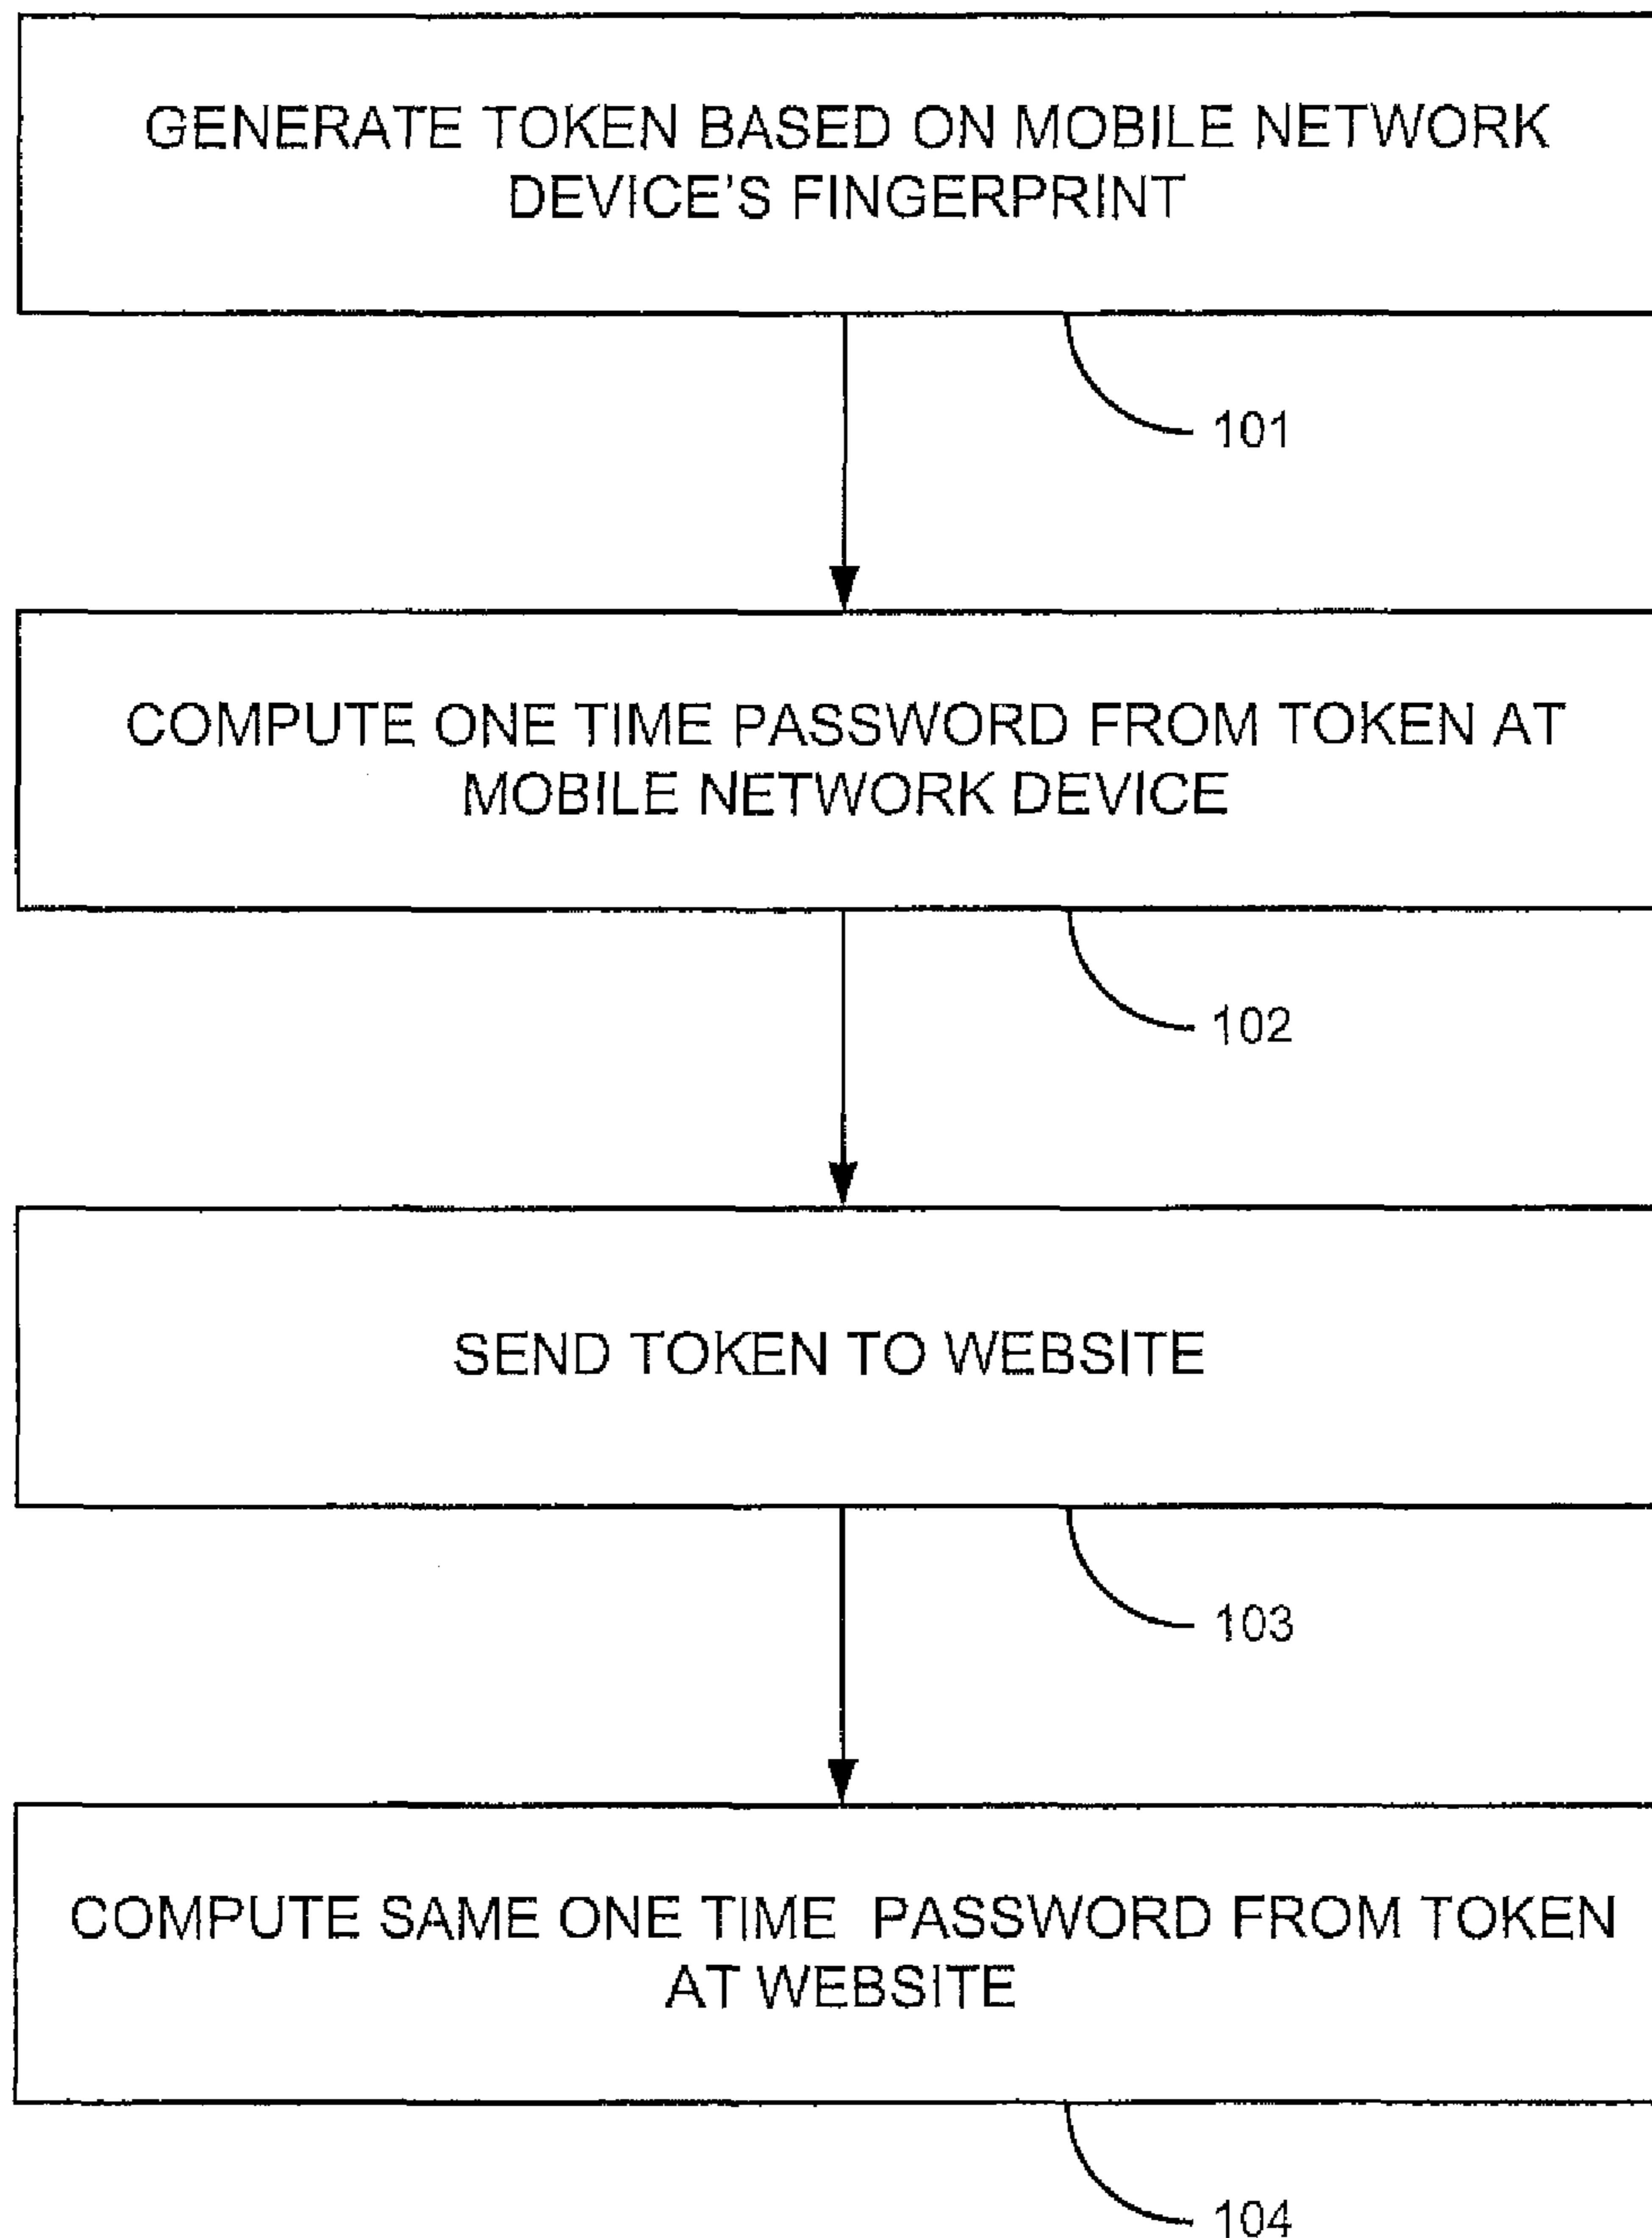 GENERATE TOKEN BASED ON MOBILE NETWORK
DEVICE'S FINGERPRINT
101
COMPUTE ONE TIME PASSWORD FROM TOKEN AT
MOBILE NETWORK DEVICE
102
SEND TOKEN TO WEBSITE
103
COMPUTE SAME ONE TIME PASSWORD FROM TOKEN
AT WEBSITE
104